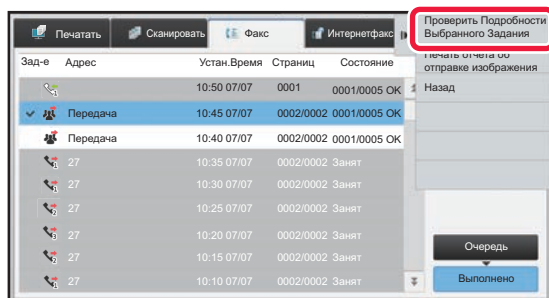 Печатать Сканировать Факс Интернетфакс
Проверить Подробности
Выбранного Задания
Печать отчета об
отправке изображения
Назад
Зад-е Адрес Устан.Время Страниц Состояние
10:50 07/07 0001 0001/0005 OK
Передача 10:45 07/07 0002/0002 0001/0005 OK
Передача 10:40 07/07 0002/0002 0001/0005 OK
27 10:35 07/07 0002/0002 Занят
27 10:30 07/07 0002/0002 Занят
27 10:25 07/07 0002/0002 Занят
27 10:20 07/07 0002/0002 Занят
27 10:15 07/07 0002/0002 Занят
27 10:10 07/07 0002/0002 Занят
Очередь
Выполнено